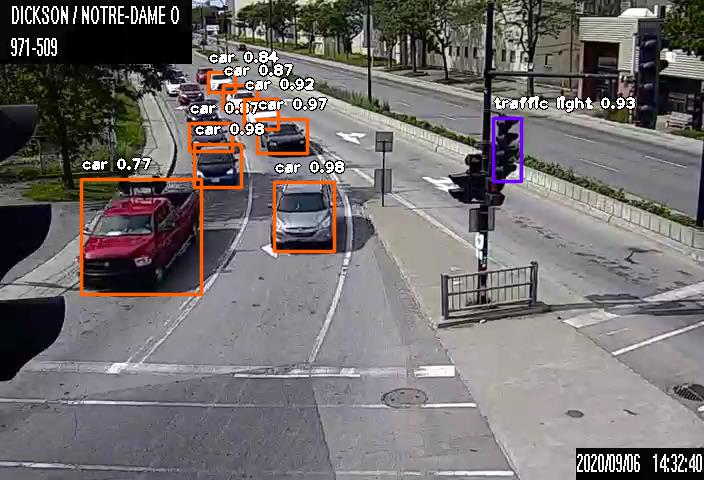 DICKSON / NOTRE-DAME O
971-509
car 0.84
car 0.87
car 0.92
car 0.97
car 0.98
traffic light 0.93
car 0.77
car 0.98
2020/09/06 14:32:40